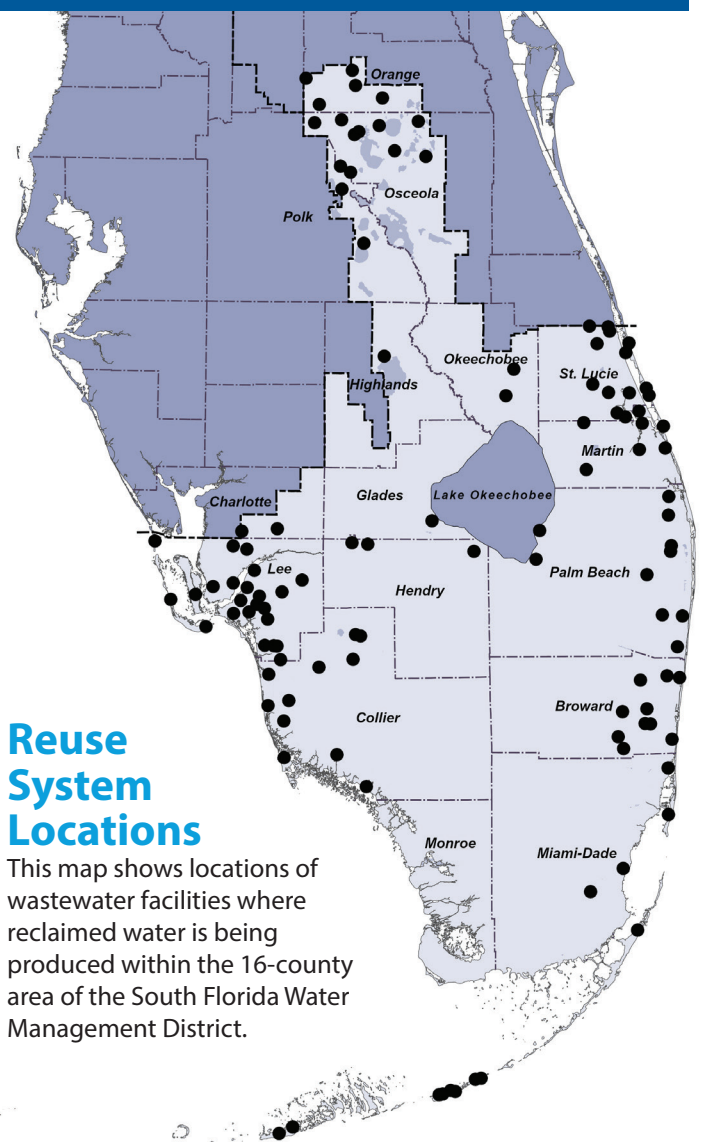 Orange
Osceola
Polk
Okeechobee
St. Lucie
Highlands
Martin
Charlotte
Glades
Lake Okeechobee
Lee
Palm Beach
Hendry
Broward
Collier
Reuse
System
Locations
This map shows locations of
wastewater facilities where
reclaimed water is being
produced within the 16-county
area of the South Florida Water
Management District.
Monroe
Miami-Dade